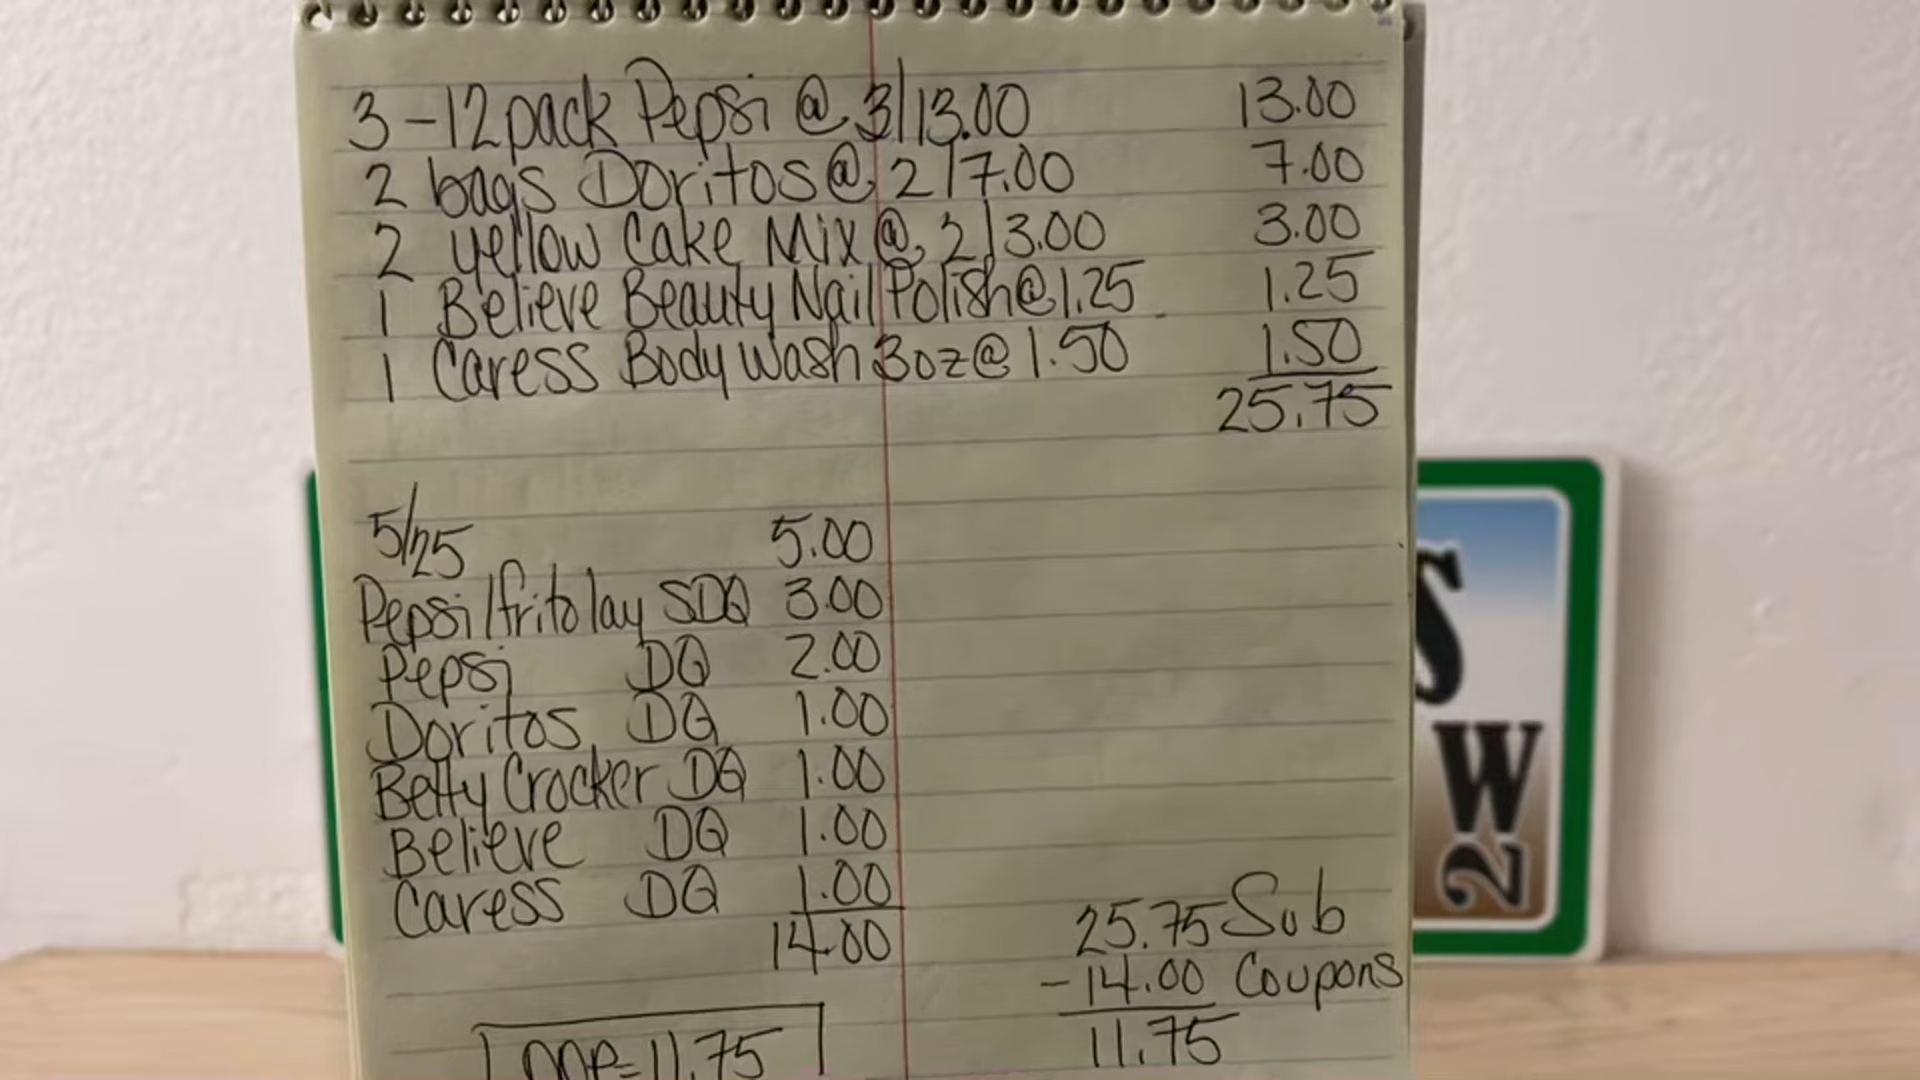 3 - 12 pack Pepsi @ 3/13.00 13.00
2 bags Doritos @ 2/7.00 7.00
2 yellow Cake Mix @ 2/3.00 3.00
1 Believe Beauty Nail Polish @ 1.25 1.25
1 Caress Body Wash 3oz @ 1.50 1.50
25.75
5/25 5.00
Pepsi/fritolay SDQ 3.00
Pepsi DQ 2.00
Doritos DQ 1.00
Betty Crocker DQ 1.00
Believe DQ 1.00
Caress DQ 1.00
14.00
25.75 Sub
- 14.00 Coupons
11.75
OOP = 11.75
S
W
2